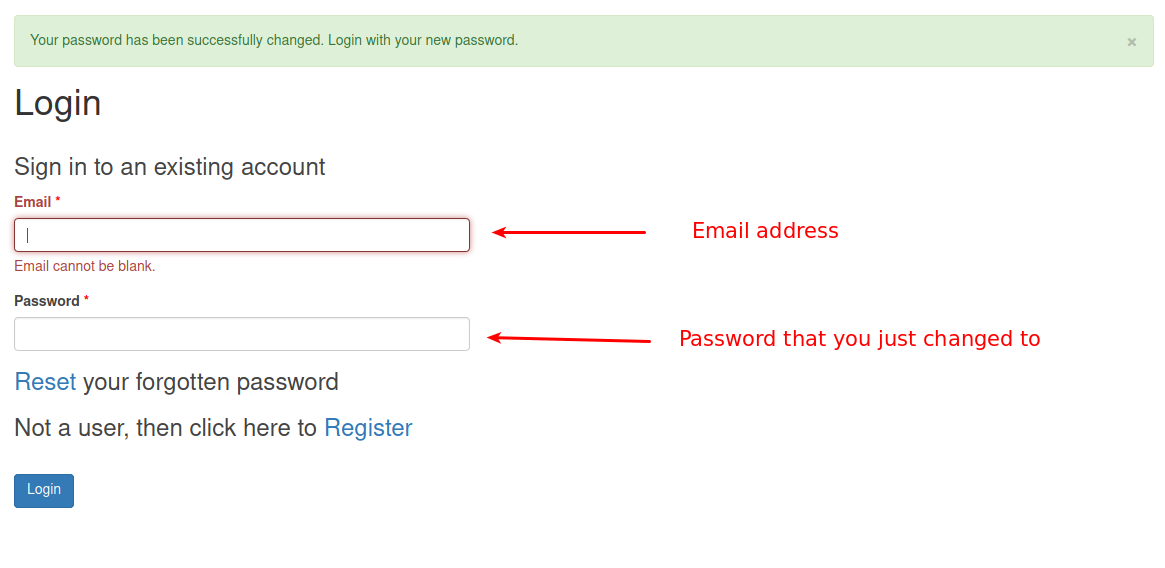 Your password has been successfully changed. Login with your new password.
×
Login
Sign in to an existing account
Email *
Email address
Email cannot be blank.
Password *
Password that you just changed to
Reset your forgotten password
Not a user, then click here to Register
Login